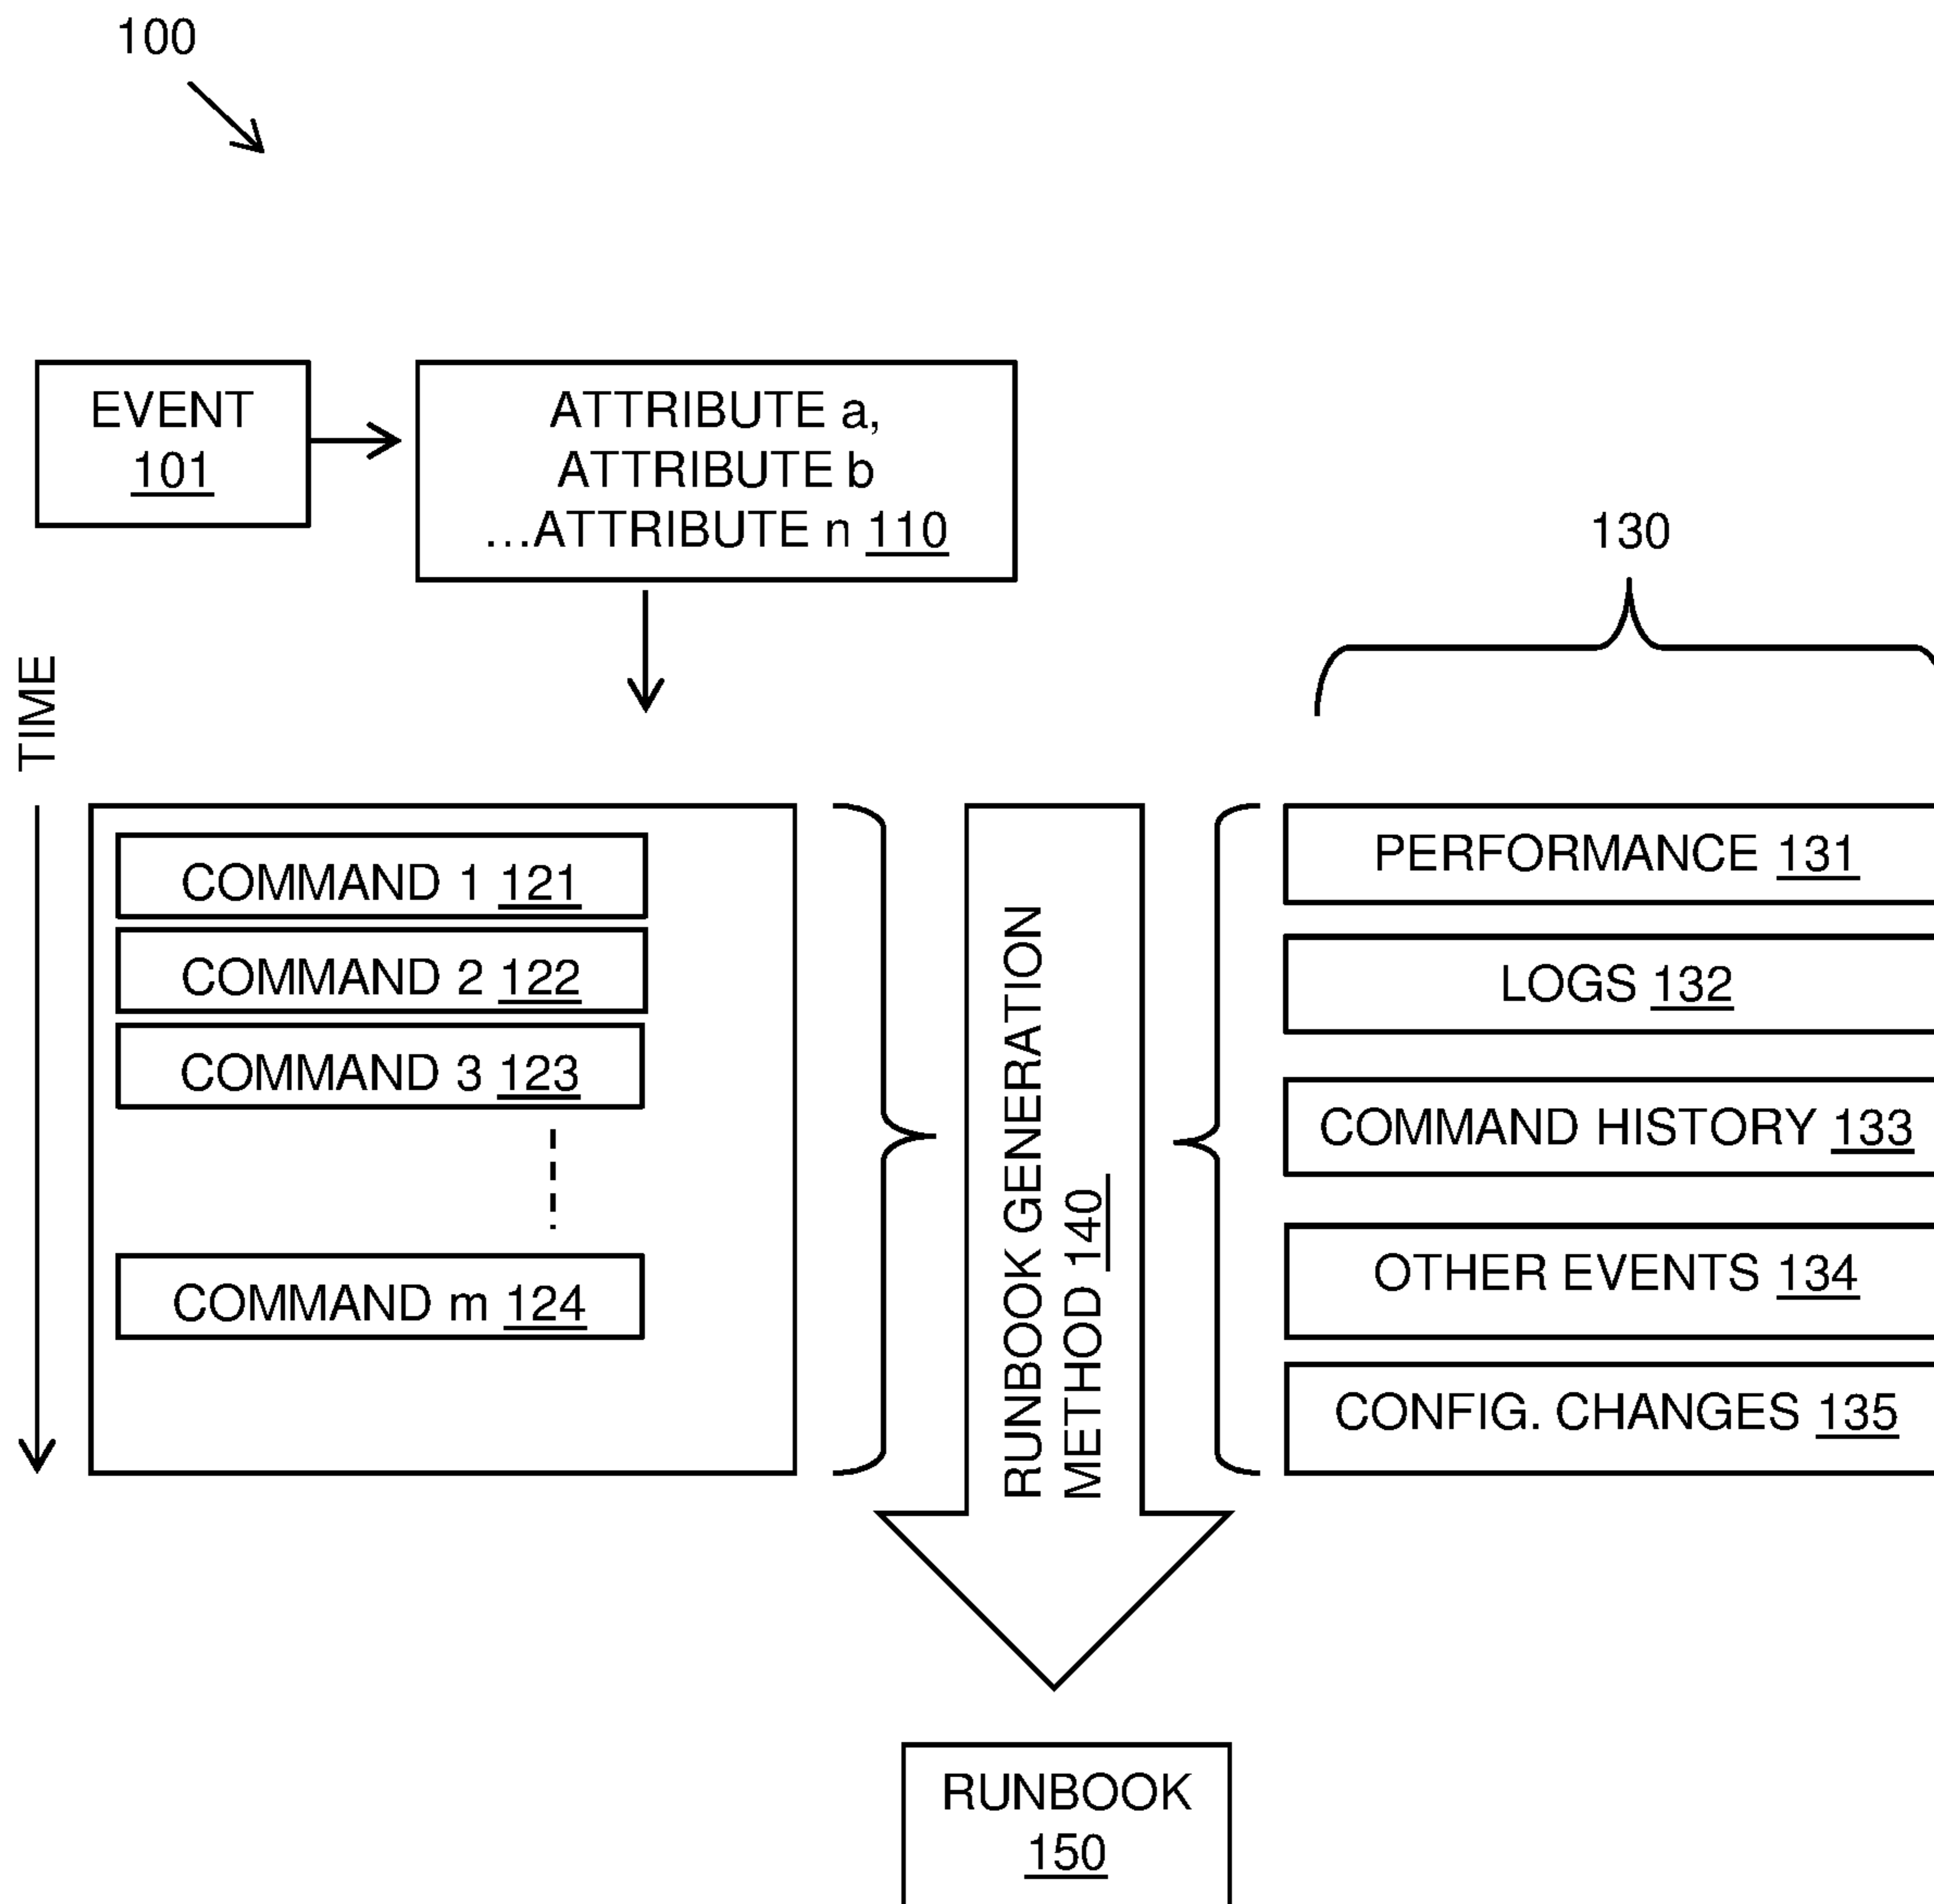 100
EVENT
101
ATTRIBUTE a,
ATTRIBUTE b
...ATTRIBUTE n 110
130
TIME
COMMAND 1 121
COMMAND 2 122
COMMAND 3 123
COMMAND m 124
RUNBOOK GENERATION
METHOD 140
PERFORMANCE 131
LOGS 132
COMMAND HISTORY 133
OTHER EVENTS 134
CONFIG. CHANGES 135
RUNBOOK
150